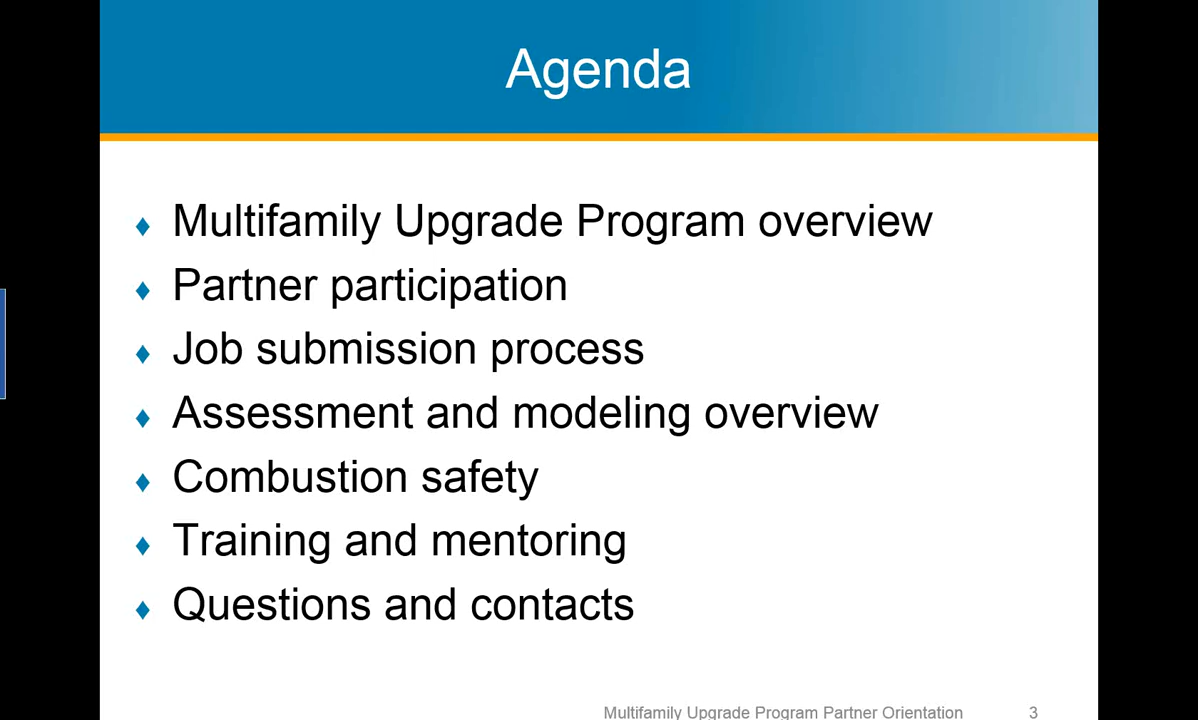 Agenda
Multifamily Upgrade Program overview
Partner participation
Job submission process
Assessment and modeling overview
Combustion safety
Training and mentoring
Questions and contacts
Multifamily Upgrade Program Partner Orientation 3